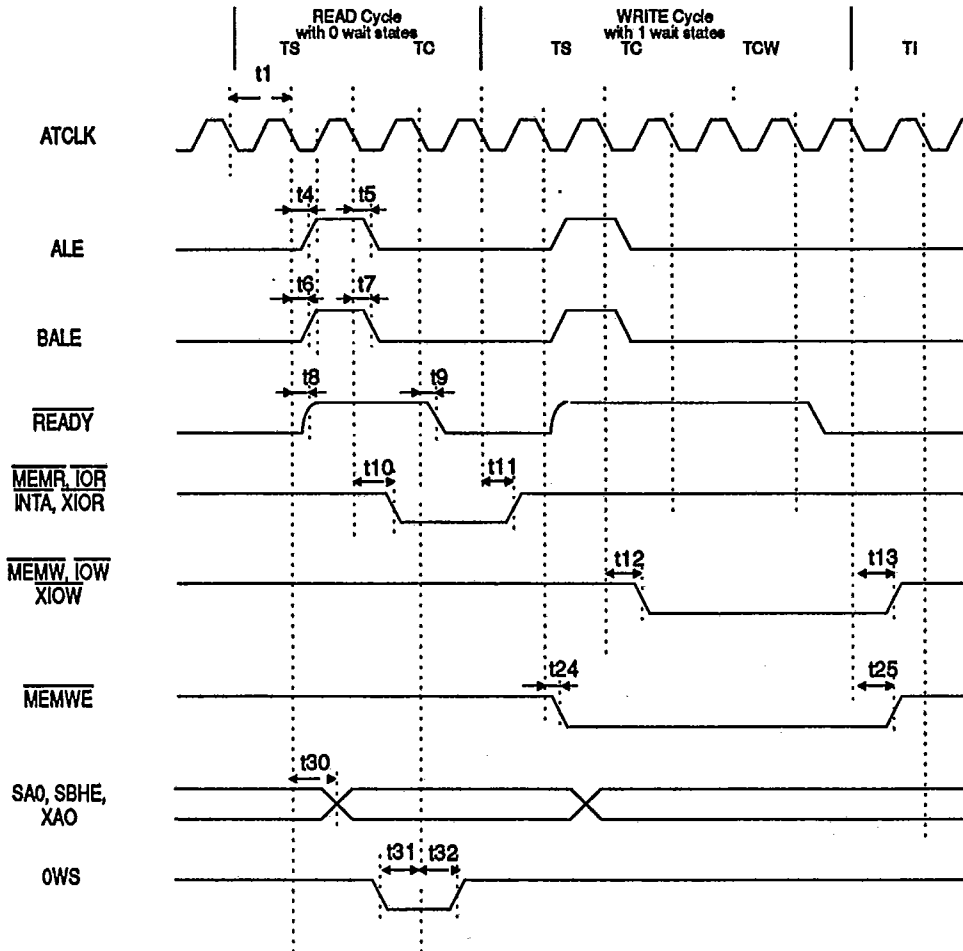 READ Cycle
with 0 wait states
WRITE Cycle
with 1 wait states
TS TC TS TC TCW TI
t1
ATCLK
t4 t5
ALE
t6 t7
BALE
t8 t9
READY
t10 t11
MEMR, IOR
INTA, XIOR
t12 t13
MEMW, IOW
XIOW
t24 t25
MEMWE
t30
SA0, SBHE,
XAO
t31 t32
0WS